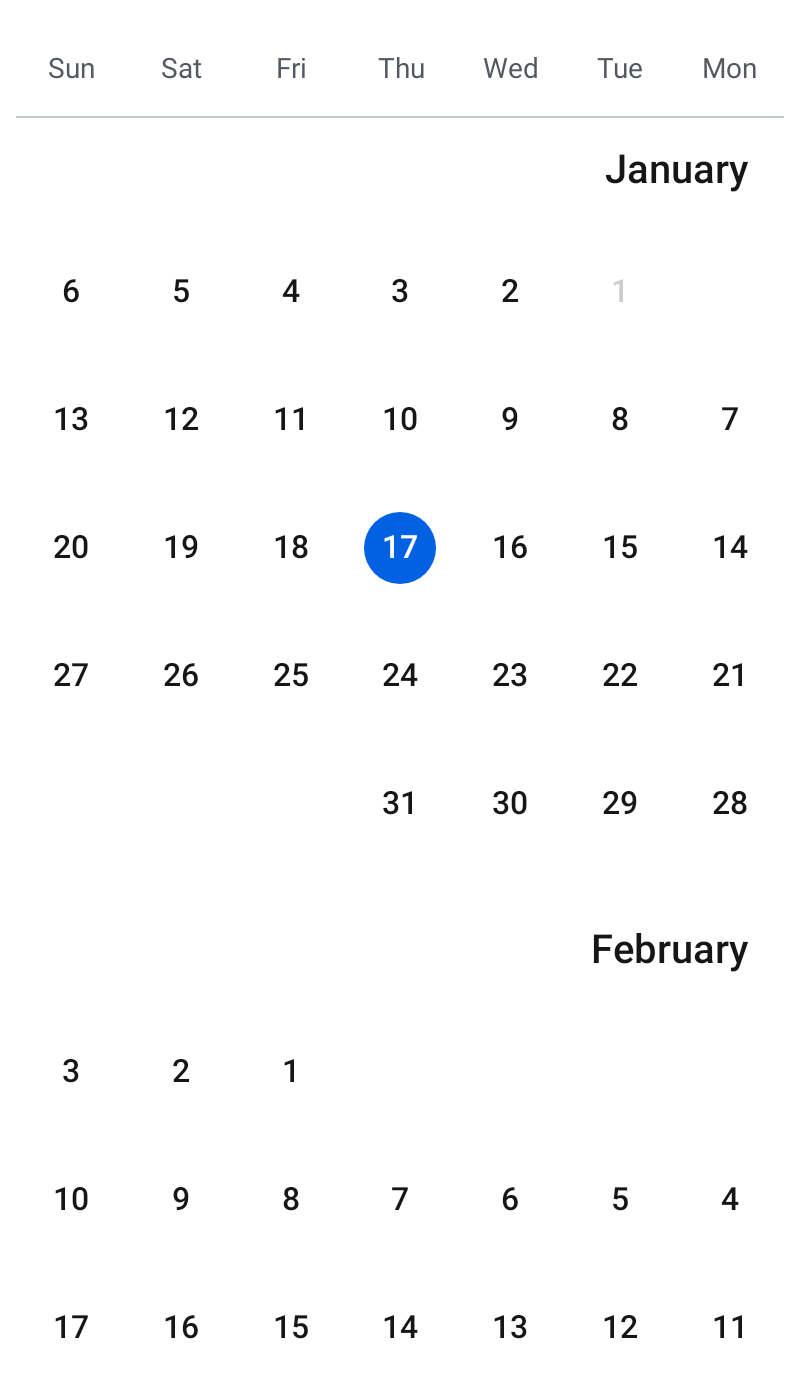 Sun Sat Fri Thu Wed Tue Mon
January
6 5 4 3 2 1
13 12 11 10 9 8 7
20 19 18 17 16 15 14
27 26 25 24 23 22 21
31 30 29 28
February
3 2 1
10 9 8 7 6 5 4
17 16 15 14 13 12 11